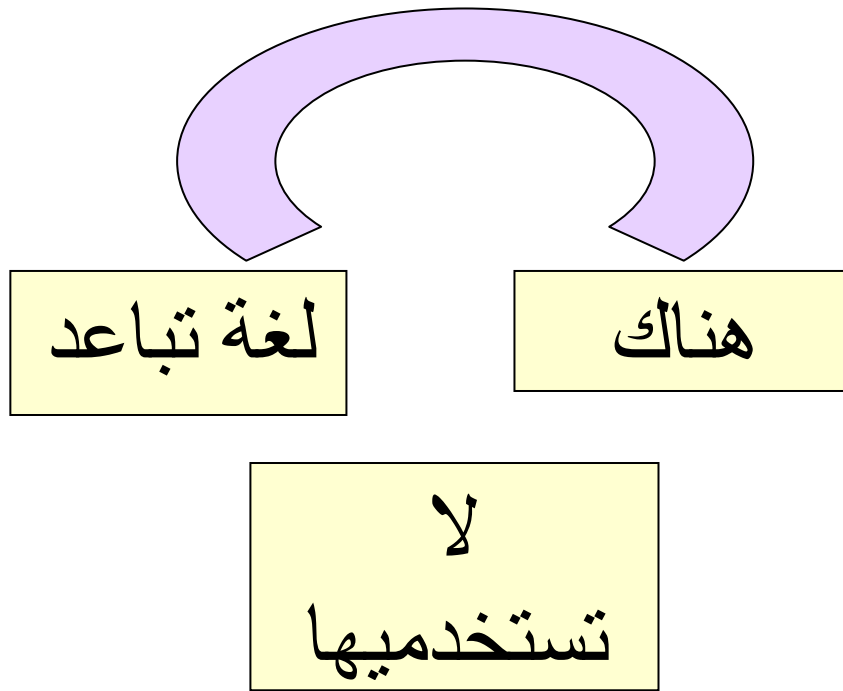 هناك
لغة تباعد
لا
تستخدميها